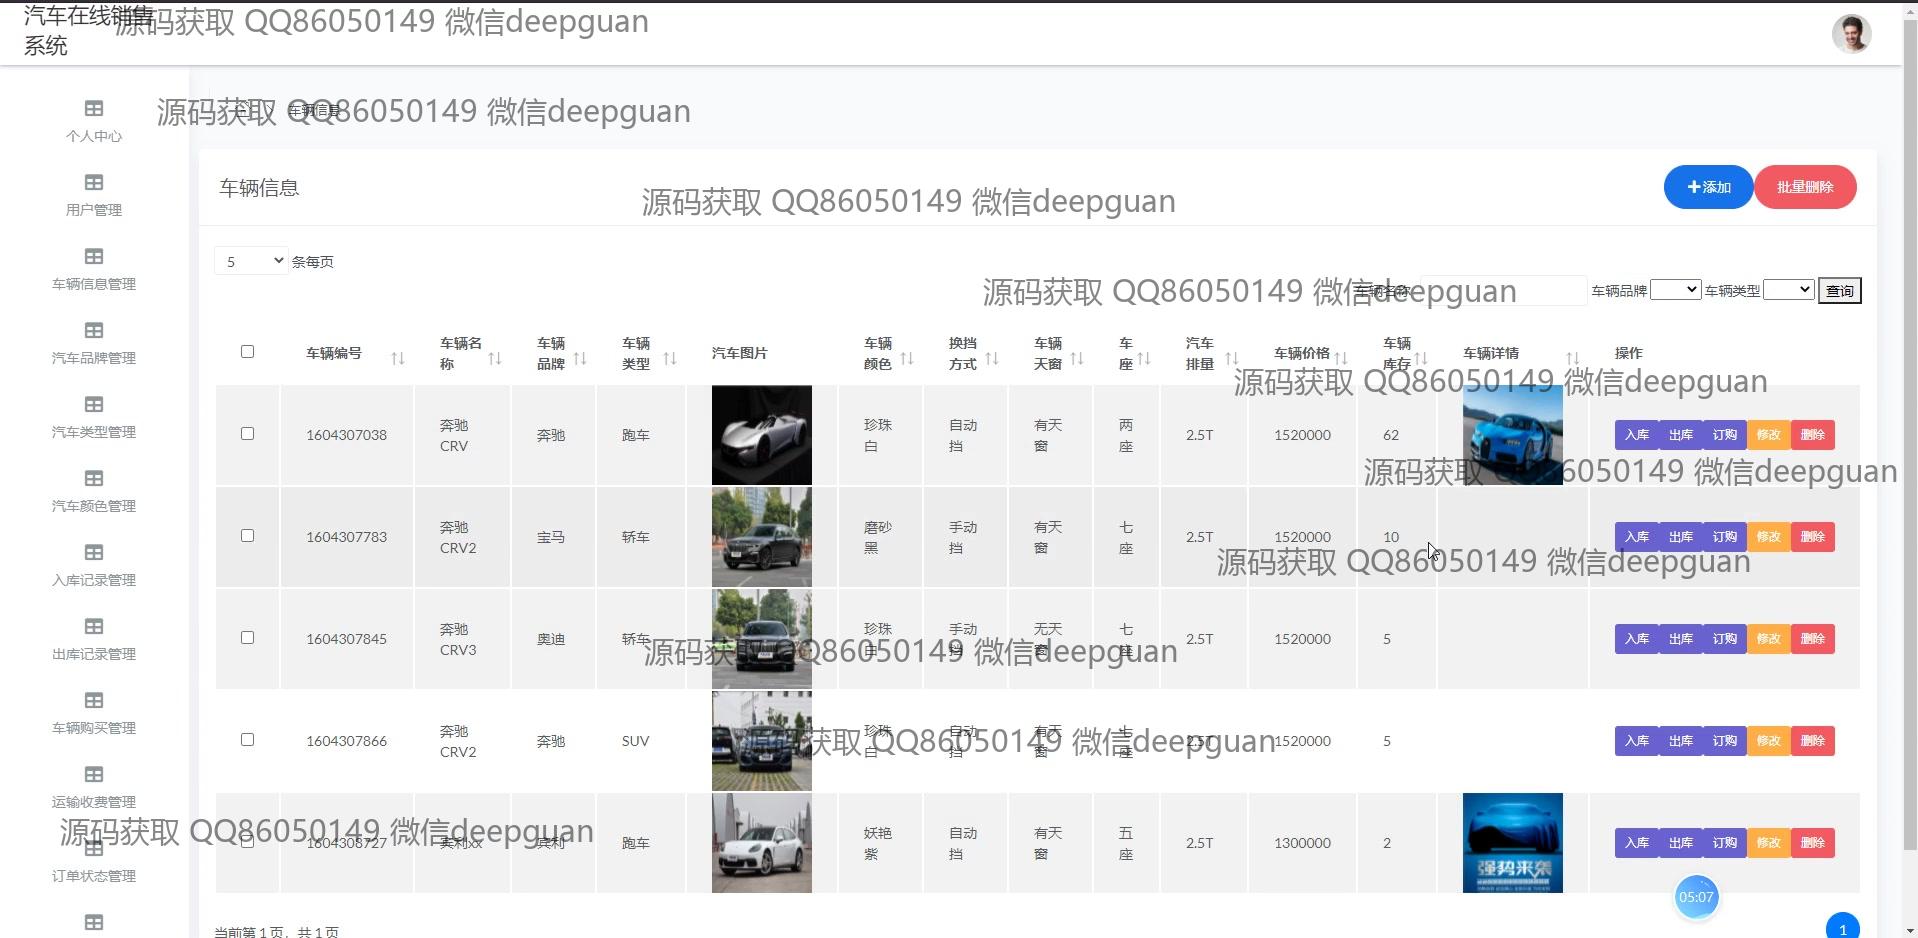 汽车在线销售
系统
源码获取 QQ86050149 微信deepguan
源码获取 QQ86050149 微信deepguan
车辆信息
个人中心
用户管理
车辆信息管理
汽车品牌管理
汽车类型管理
汽车颜色管理
入库记录管理
出库记录管理
车辆购买管理
运输收费管理
订单状态管理
车辆信息
源码获取 QQ86050149 微信deepguan
添加 批量删除
5 条每页
源码获取 QQ86050149 微信deepguan
车辆名称 车辆品牌 车辆类型 查询
车辆编号 车辆名称 车辆品牌 车辆类型 汽车图片 车辆颜色 换挡方式 车辆天窗 车座 汽车排量 车辆价格 车辆库存 车辆详情 操作
源码获取 QQ86050149 微信deepguan
1604307038 奔驰CRV 奔驰 跑车 珍珠白 自动挡 有天窗 两座 2.5T 1520000 62 入库 出库 订购 修改 删除
源码获取 QQ86050149 微信deepguan
1604307783 奔驰CRV2 宝马 轿车 磨砂黑 手动挡 有天窗 七座 2.5T 1520000 10 入库 出库 订购 修改 删除
源码获取 QQ86050149 微信deepguan
1604307845 奔驰CRV3 奥迪 轿车 珍珠白 手动挡 无天窗 七座 2.5T 1520000 5 入库 出库 订购 修改 删除
源码获取 QQ86050149 微信deepguan
1604307866 奔驰CRV2 奔驰 SUV 珍珠白 自动挡 有天窗 七座 2.5T 1520000 5 入库 出库 订购 修改 删除
源码获取 QQ86050149 微信deepguan
1604308727 宾利xx 宾利 跑车 妖艳紫 自动挡 有天窗 五座 2.5T 1300000 2 强势来袭 入库 出库 订购 修改 删除
源码获取 QQ86050149 微信deepguan
05:07
当前第 1 页，共 1 页 1